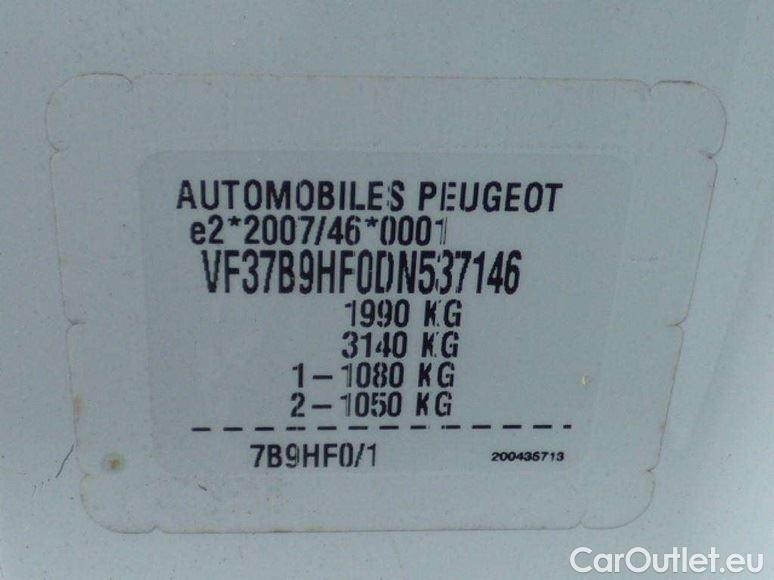 AUTOMOBILES PEUGEOT
e2*2007/46*0001
VF37B9HF0DN537146
1990 KG
3140 KG
1-1080 KG
2-1050 KG
7B9HF0/1
200435713
CarOutlet.eu